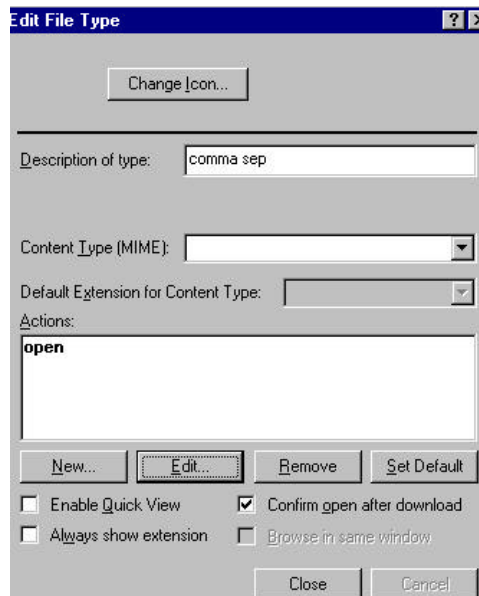 Edit File Type
Change Icon...
Description of type: comma sep
Content Type (MIME):
Default Extension for Content Type:
Actions:
open
New... Edit... Remove Set Default
Enable Quick View Confirm open after download
Always show extension Browse in same window
Close Cancel